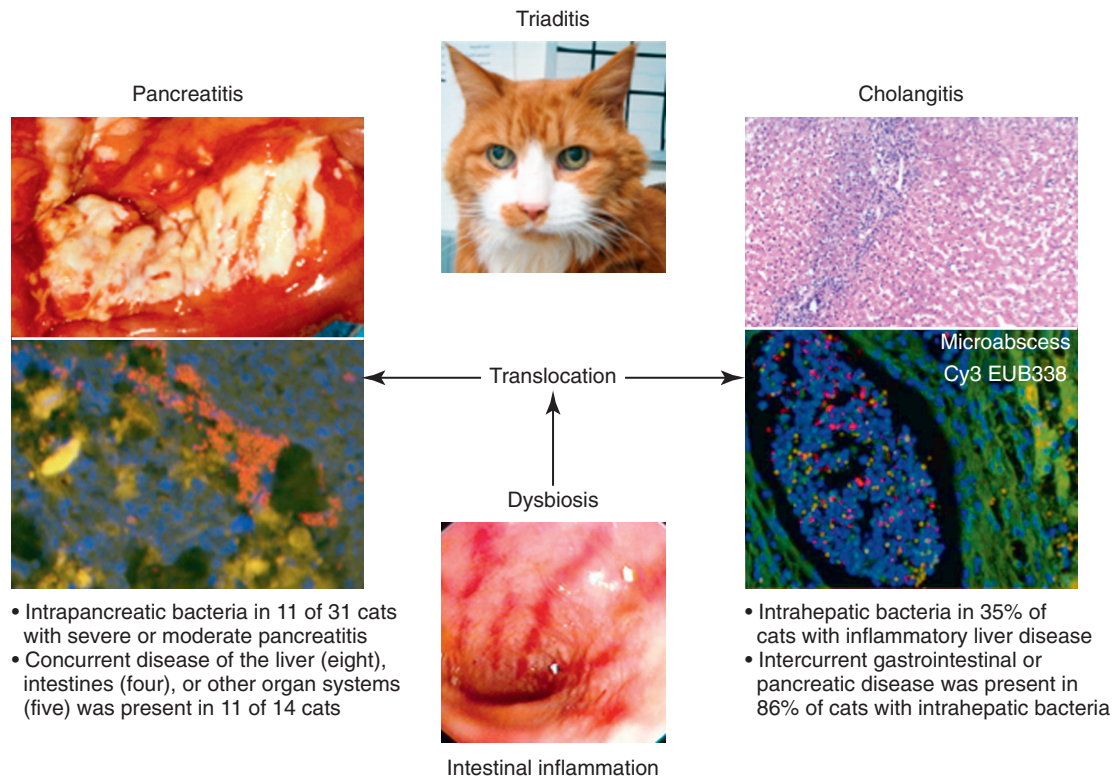 Triaditis
Pancreatitis
Cholangitis
Microabscess
Cy3 EUB338
Translocation
Dysbiosis
• Intrapancreatic bacteria in 11 of 31 cats
with severe or moderate pancreatitis
• Concurrent disease of the liver (eight),
intestines (four), or other organ systems
(five) was present in 11 of 14 cats
• Intrahepatic bacteria in 35% of
cats with inflammatory liver disease
• Intercurrent gastrointestinal or
pancreatic disease was present in
86% of cats with intrahepatic bacteria
Intestinal inflammation